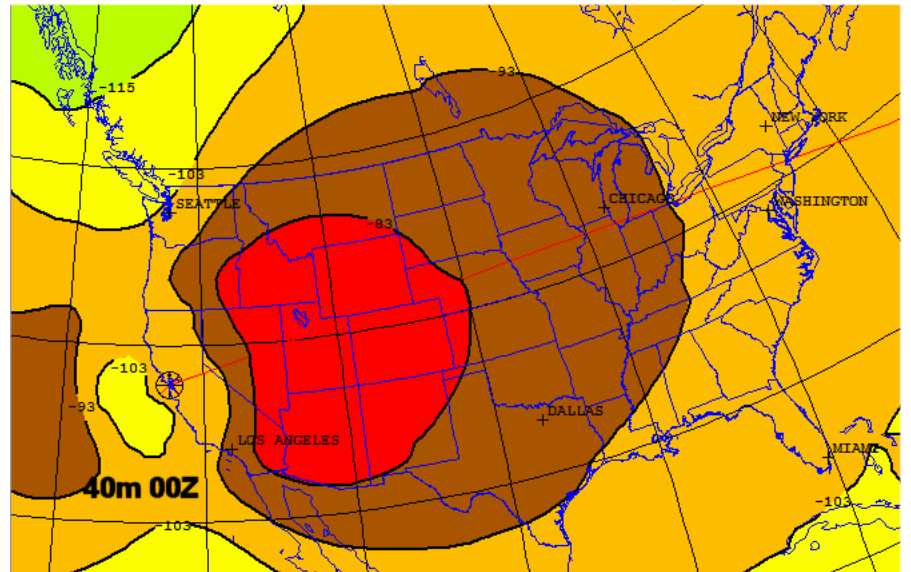 -93
-115
NEW YORK
-103
SEATTLE
CHICAGO
WASHINGTON
-83
-103
-93
DALLAS
LOS ANGELES
MIAMI
40m 00Z
-103
-103